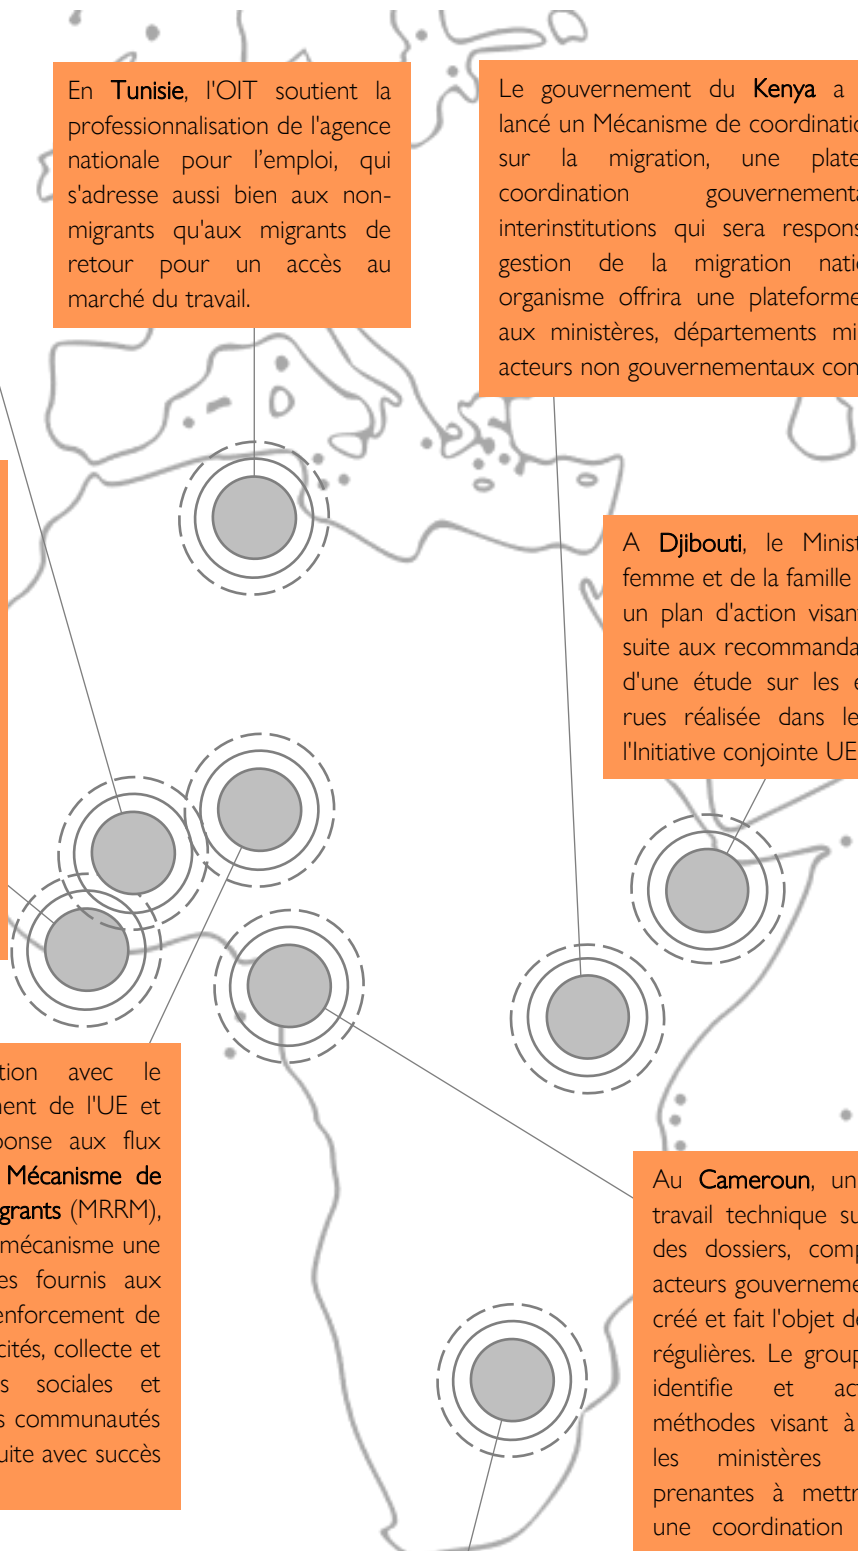 En Tunisie, l'OIT soutient la
professionnalisation de l'agence
nationale pour l’emploi, qui
s'adresse aussi bien aux non-
migrants qu'aux migrants de
retour pour un accès au
marché du travail.
Le gouvernement du Kenya a
lancé un Mécanisme de coordinatio
sur la migration, une plate
coordination gouvernementa
interinstitutions qui sera respons
gestion de la migration nati
organisme offrira une plateforme
aux ministères, départements mi
acteurs non gouvernementaux con
A Djibouti, le Minist
femme et de la famille
un plan d'action visant
suite aux recommanda
d'une étude sur les e
rues réalisée dans le
l'Initiative conjointe UE
tion avec le
ment de l'UE et
ponse aux flux
Mécanisme de
grants (MRRM),
mécanisme une
es fournis aux
enforcement de
cités, collecte et
s sociales et
s communautés
uite avec succès
Au Cameroun, un
travail technique su
des dossiers, comp
acteurs gouverneme
créé et fait l'objet de
régulières. Le group
identifie et ac
méthodes visant à
les ministères
prenantes à mettr
une coordination